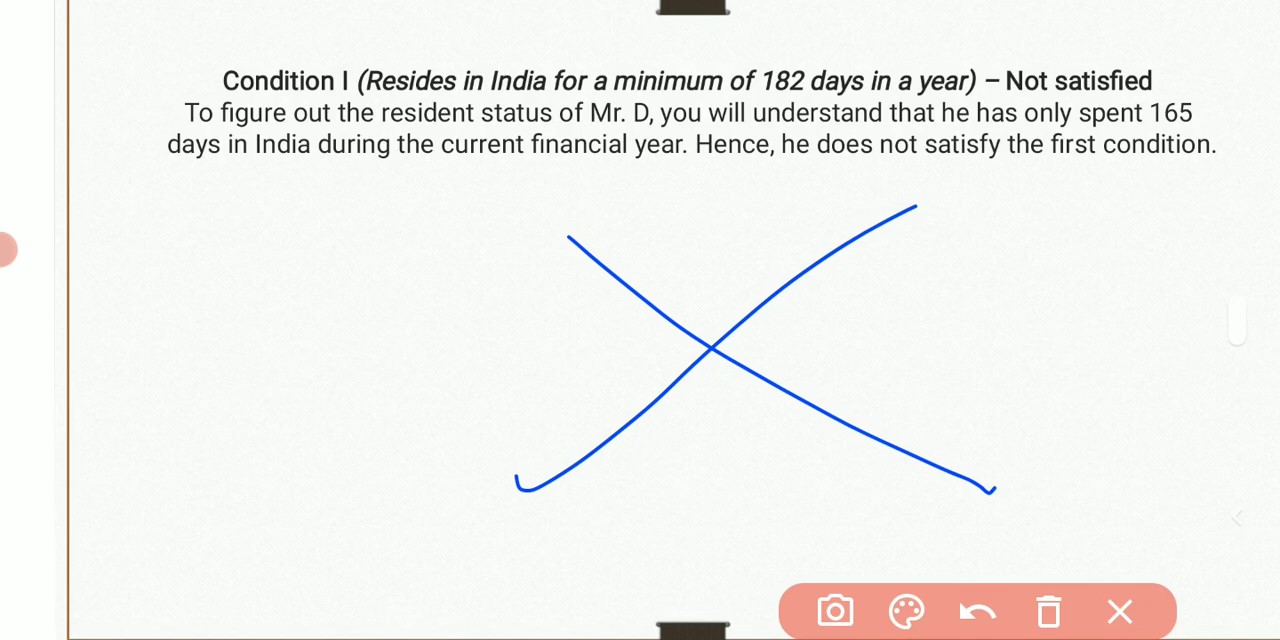 Condition I (Resides in India for a minimum of 182 days in a year) – Not satisfied
To figure out the resident status of Mr. D, you will understand that he has only spent 165
days in India during the current financial year. Hence, he does not satisfy the first condition.